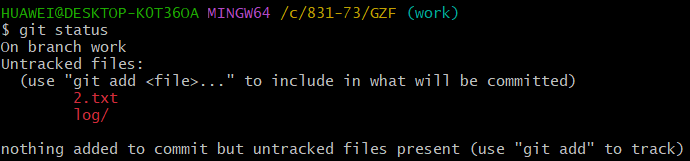 HUAWEI@DESKTOP-KOT36OA MINGW64 /c/831-73/GZF (work)
$ git status
On branch work
Untracked files:
  (use "git add <file>..." to include in what will be committed)
        2.txt
        log/

nothing added to commit but untracked files present (use "git add" to track)